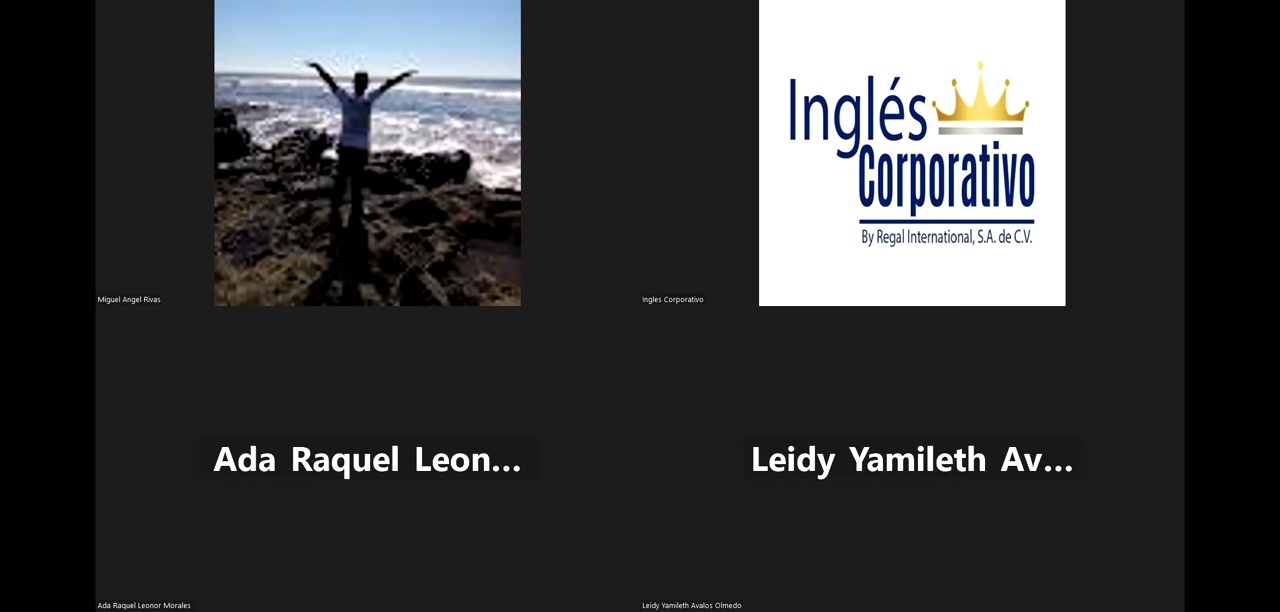 Inglés
Corporativo
By Regal International, S.A. de C.V.
Miguel Angel Rivas
Ingles Corporativo
Ada Raquel Leon...
Leidy Yamileth Av...
Ada Raquel Leonor Morales
Leidy Yamileth Avalos Olmedo